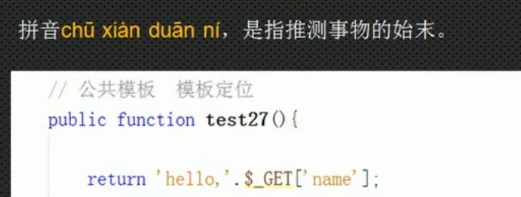 拼音chū xiàn duān ní，是指推测事物的始末。
// 公共模板  模板定位
public function test27(){
return 'hello,'.$_GET['name'];